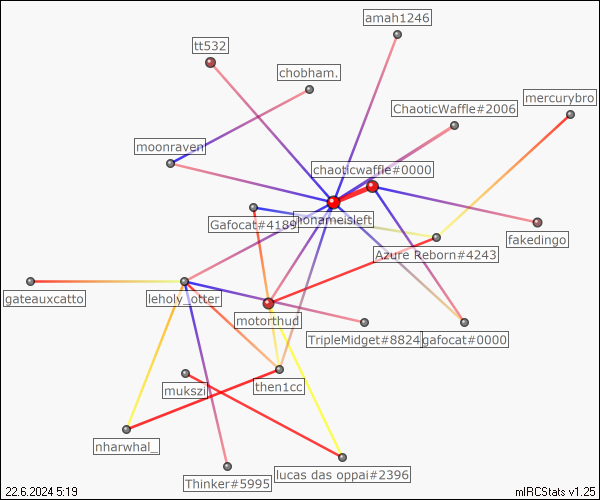 amah1246
tt532
chobham.
mercurybro
ChaoticWaffle#2006
moonraven
chaoticwaffle#0000
Gafocat#4189
nonameisleft
fakedingo
Azure Reborn#4243
gateauxcatto
leholy_otter
motorthud
TripleMidget#8824
gafocat#0000
mukszi
then1cc
nharwhal_
Thinker#5995
lucas das oppai#2396
22.6.2024 5:19
mIRCStats v1.25